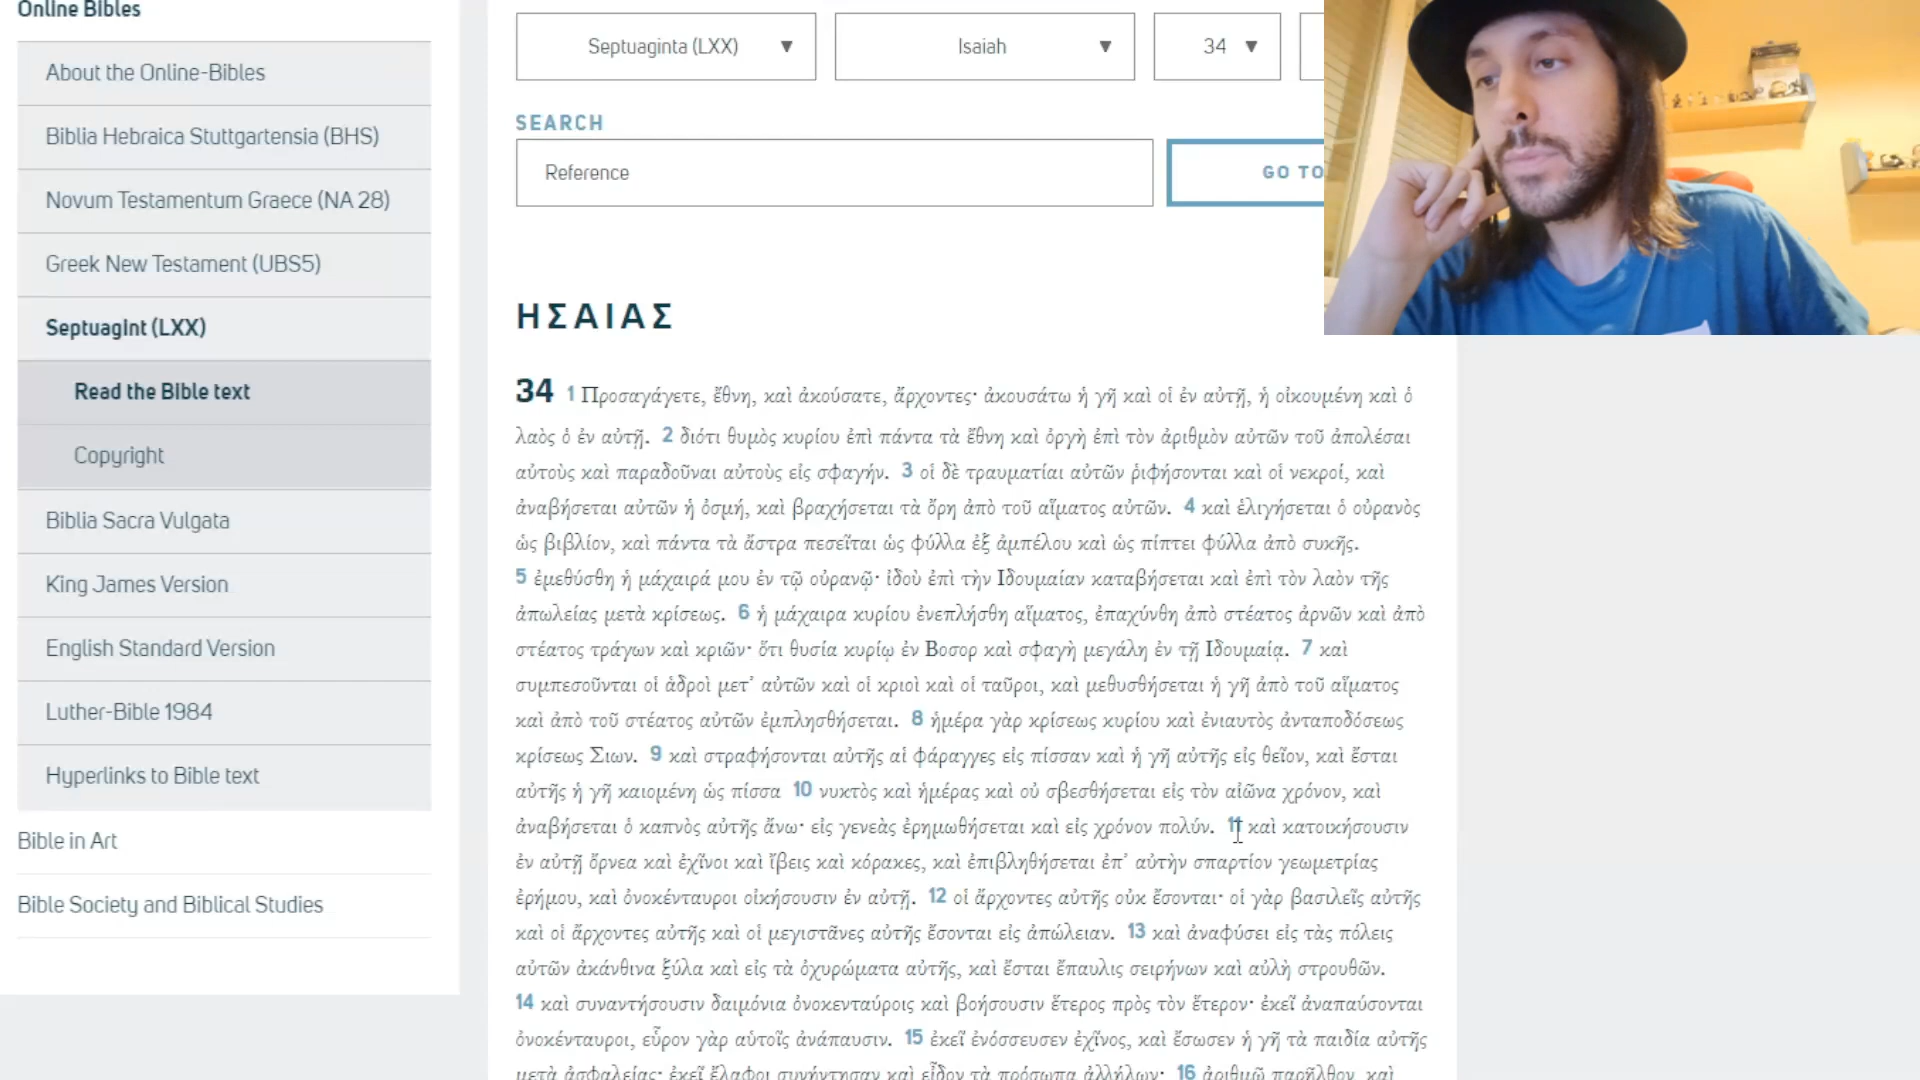 Online Bibles
About the Online-Bibles
Biblia Hebraica Stuttgartensia (BHS)
Novum Testamentum Graece (NA 28)
Greek New Testament (UBS5)
Septuagint (LXX)
Read the Bible text
Copyright
Biblia Sacra Vulgata
King James Version
English Standard Version
Luther-Bible 1984
Hyperlinks to Bible text
Bible in Art
Bible Society and Biblical Studies
Septuaginta (LXX) ▼
Isaiah ▼
34 ▼
SEARCH
Reference
GO TO
ΗΣΑΙΑΣ
34 1 Προσαγάγετε, ἔθνη, καὶ ἀκούσατε, ἄρχοντες· ἀκουσάτω ἡ γῆ καὶ οἱ ἐν αὐτῇ, ἡ οἰκουμένη καὶ ὁ
λαὸς ὁ ἐν αὐτῇ. 2 διότι θυμὸς κυρίου ἐπὶ πάντα τὰ ἔθνη καὶ ὀργὴ ἐπὶ τὸν ἀριθμὸν αὐτῶν τοῦ ἀπολέσαι
αὐτοὺς καὶ παραδοῦναι αὐτοὺς εἰς σφαγήν. 3 οἱ δὲ τραυματίαι αὐτῶν ῥιφήσονται καὶ οἱ νεκροί, καὶ
ἀναβήσεται αὐτῶν ἡ ὀσμή, καὶ βραχήσεται τὰ ὄρη ἀπὸ τοῦ αἵματος αὐτῶν. 4 καὶ ἑλιγήσεται ὁ οὐρανὸς
ὡς βιβλίον, καὶ πάντα τὰ ἄστρα πεσεῖται ὡς φύλλα ἐξ ἀμπέλου καὶ ὡς πίπτει φύλλα ἀπὸ συκῆς.
5 ἐμεθύσθη ἡ μάχαιρά μου ἐν τῷ οὐρανῷ· ἰδοὺ ἐπὶ τὴν Ιδουμαίαν καταβήσεται καὶ ἐπὶ τὸν λαὸν τῆς
ἀπωλείας μετὰ κρίσεως. 6 ἡ μάχαιρα κυρίου ἐνεπλήσθη αἵματος, ἐπαχύνθη ἀπὸ στέατος ἀρνῶν καὶ ἀπὸ
στέατος τράγων καὶ κριῶν· ὅτι θυσία κυρίῳ ἐν Βοσορ καὶ σφαγὴ μεγάλη ἐν τῇ Ιδουμαίᾳ. 7 καὶ
συμπεσοῦνται οἱ ἁδροὶ μετ᾽ αὐτῶν καὶ οἱ κριοὶ καὶ οἱ ταῦροι, καὶ μεθυσθήσεται ἡ γῆ ἀπὸ τοῦ αἵματος
καὶ ἀπὸ τοῦ στέατος αὐτῶν ἐμπλησθήσεται. 8 ἡμέρα γὰρ κρίσεως κυρίου καὶ ἐνιαυτὸς ἀνταποδόσεως
κρίσεως Σιων. 9 καὶ στραφήσονται αὐτῆς αἱ φάραγγες εἰς πίσσαν καὶ ἡ γῆ αὐτῆς εἰς θεῖον, καὶ ἔσται
αὐτῆς ἡ γῆ καιομένη ὡς πίσσα 10 νυκτὸς καὶ ἡμέρας καὶ οὐ σβεσθήσεται εἰς τὸν αἰῶνα χρόνον, καὶ
ἀναβήσεται ὁ καπνὸς αὐτῆς ἄνω· εἰς γενεὰς ἐρημωθήσεται καὶ εἰς χρόνον πολύν. 11 καὶ κατοικήσουσιν
ἐν αὐτῇ ὄρνεα καὶ ἐχῖνοι καὶ ἴβεις καὶ κόρακες, καὶ ἐπιβληθήσεται ἐπ᾽ αὐτὴν σπαρτίον γεωμετρίας
ἐρήμου, καὶ ὀνοκένταυροι οἰκήσουσιν ἐν αὐτῇ. 12 οἱ ἄρχοντες αὐτῆς οὐκ ἔσονται· οἱ γὰρ βασιλεῖς αὐτῆς
καὶ οἱ ἄρχοντες αὐτῆς καὶ οἱ μεγιστᾶνες αὐτῆς ἔσονται εἰς ἀπώλειαν. 13 καὶ ἀναφύσει εἰς τὰς πόλεις
αὐτῶν ἀκάνθινα ξύλα καὶ εἰς τὰ ὀχυρώματα αὐτῆς, καὶ ἔσται ἔπαυλις σειρήνων καὶ αὐλὴ στρουθῶν.
14 καὶ συναντήσουσιν δαιμόνια ὀνοκενταύροις καὶ βοήσουσιν ἕτερος πρὸς τὸν ἕτερον· ἐκεῖ ἀναπαύσονται
ὀνοκένταυροι, εὗρον γὰρ αὑτοῖς ἀνάπαυσιν. 15 ἐκεῖ ἐνόσσευσεν ἐχῖνος, καὶ ἔσωσεν ἡ γῆ τὰ παιδία αὐτῆς
μετὰ ἀσφαλείας· ἐκεῖ ἔλαφοι συνήντησαν καὶ εἶδον τὰ πρόσωπα ἀλλήλων· 16 ἀριθμῷ παρῆλθον, καὶ